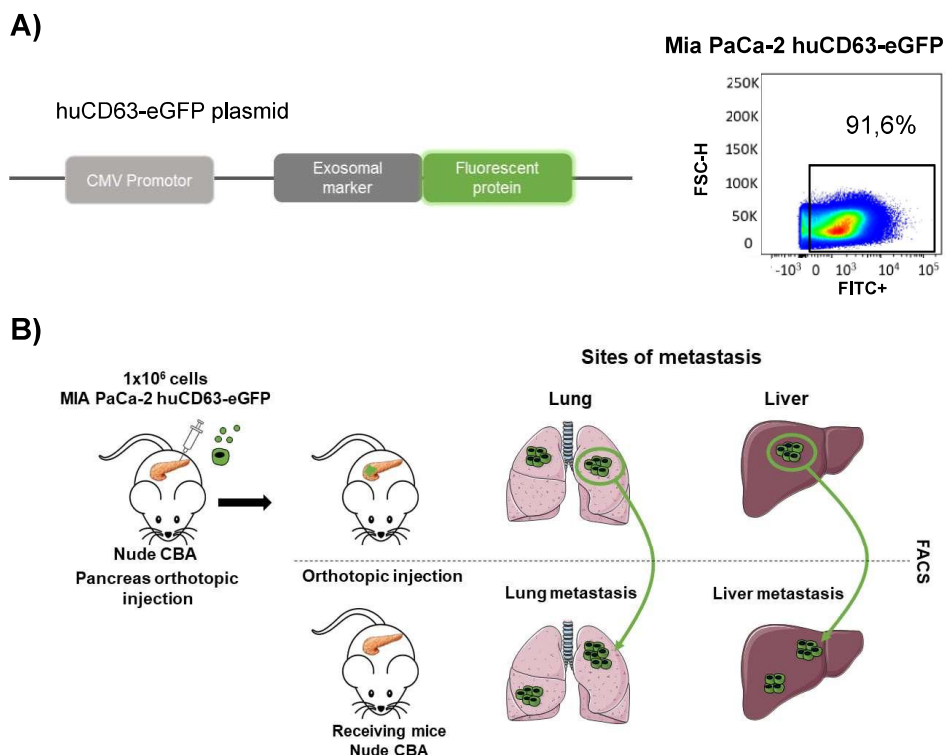 A)
Mia PaCa-2 huCD63-eGFP
huCD63-eGFP plasmid
CMV Promotor
Exosomal
marker
Fluorescent
protein
FSC-H
250K
200K
150K
100K
50K
0
91,6%
-10³ 0 10³ 10⁴ 10⁵
FITC+
B)
1x10⁶ cells
MIA PaCa-2 huCD63-eGFP
Nude CBA
Pancreas orthotopic
injection
Sites of metastasis
Lung
Liver
Orthotopic injection
FACS
Lung metastasis
Liver metastasis
Receiving mice
Nude CBA